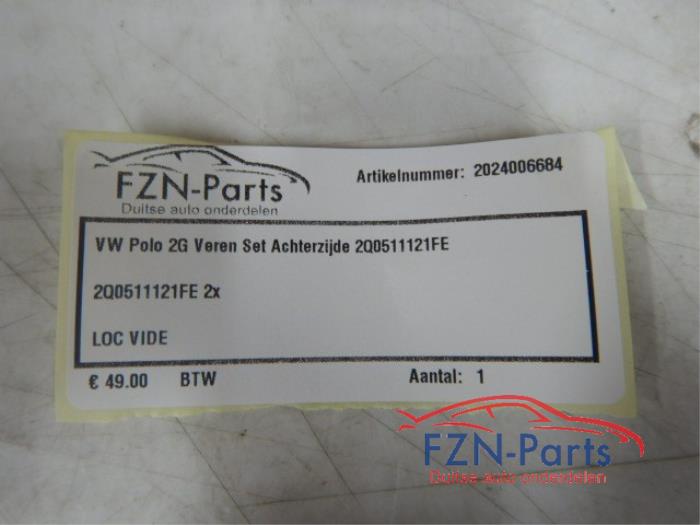 FZN-Parts
Duitse auto onderdelen
Artikelnummer: 2024006684
VW Polo 2G Veren Set Achterzijde 2Q0511121FE
2Q0511121FE 2x
LOC VIDE
€ 49.00 BTW Aantal: 1
FZN-Parts
Duitse auto onderdelen